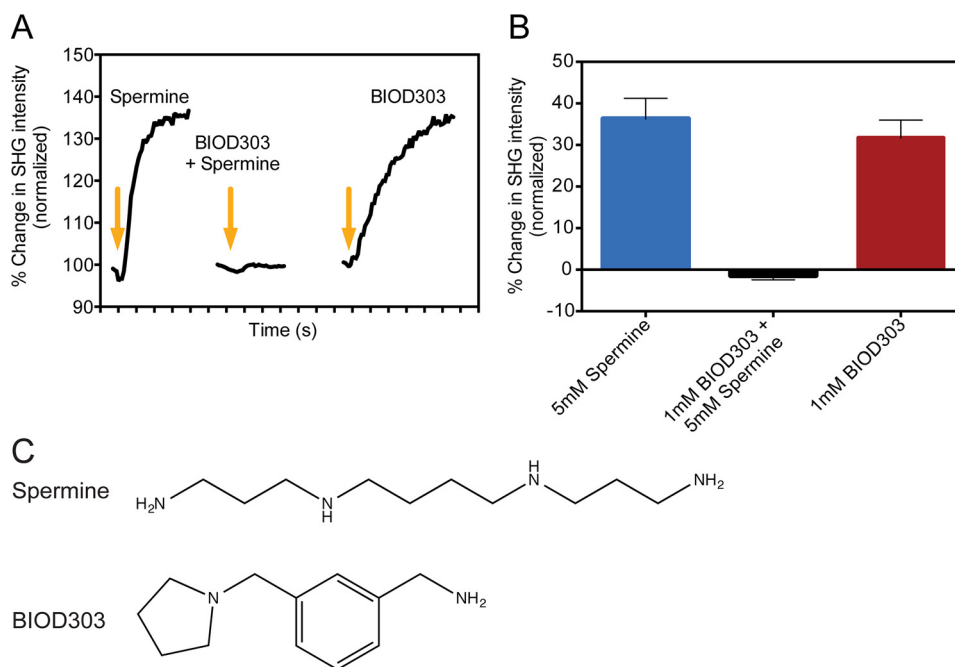 A
% Change in SHG intensity
(normalized)
150
140
130
120
110
100
90
Spermine
BIOD303
+ Spermine
BIOD303
Time (s)
B
% Change in SHG intensity
(normalized)
50
40
30
20
10
0
-10
5mM Spermine
1mM BIOD303 +
5mM Spermine
1mM BIOD303
C
Spermine
H₂N
N
H
H
N
NH₂
BIOD303
N
NH₂